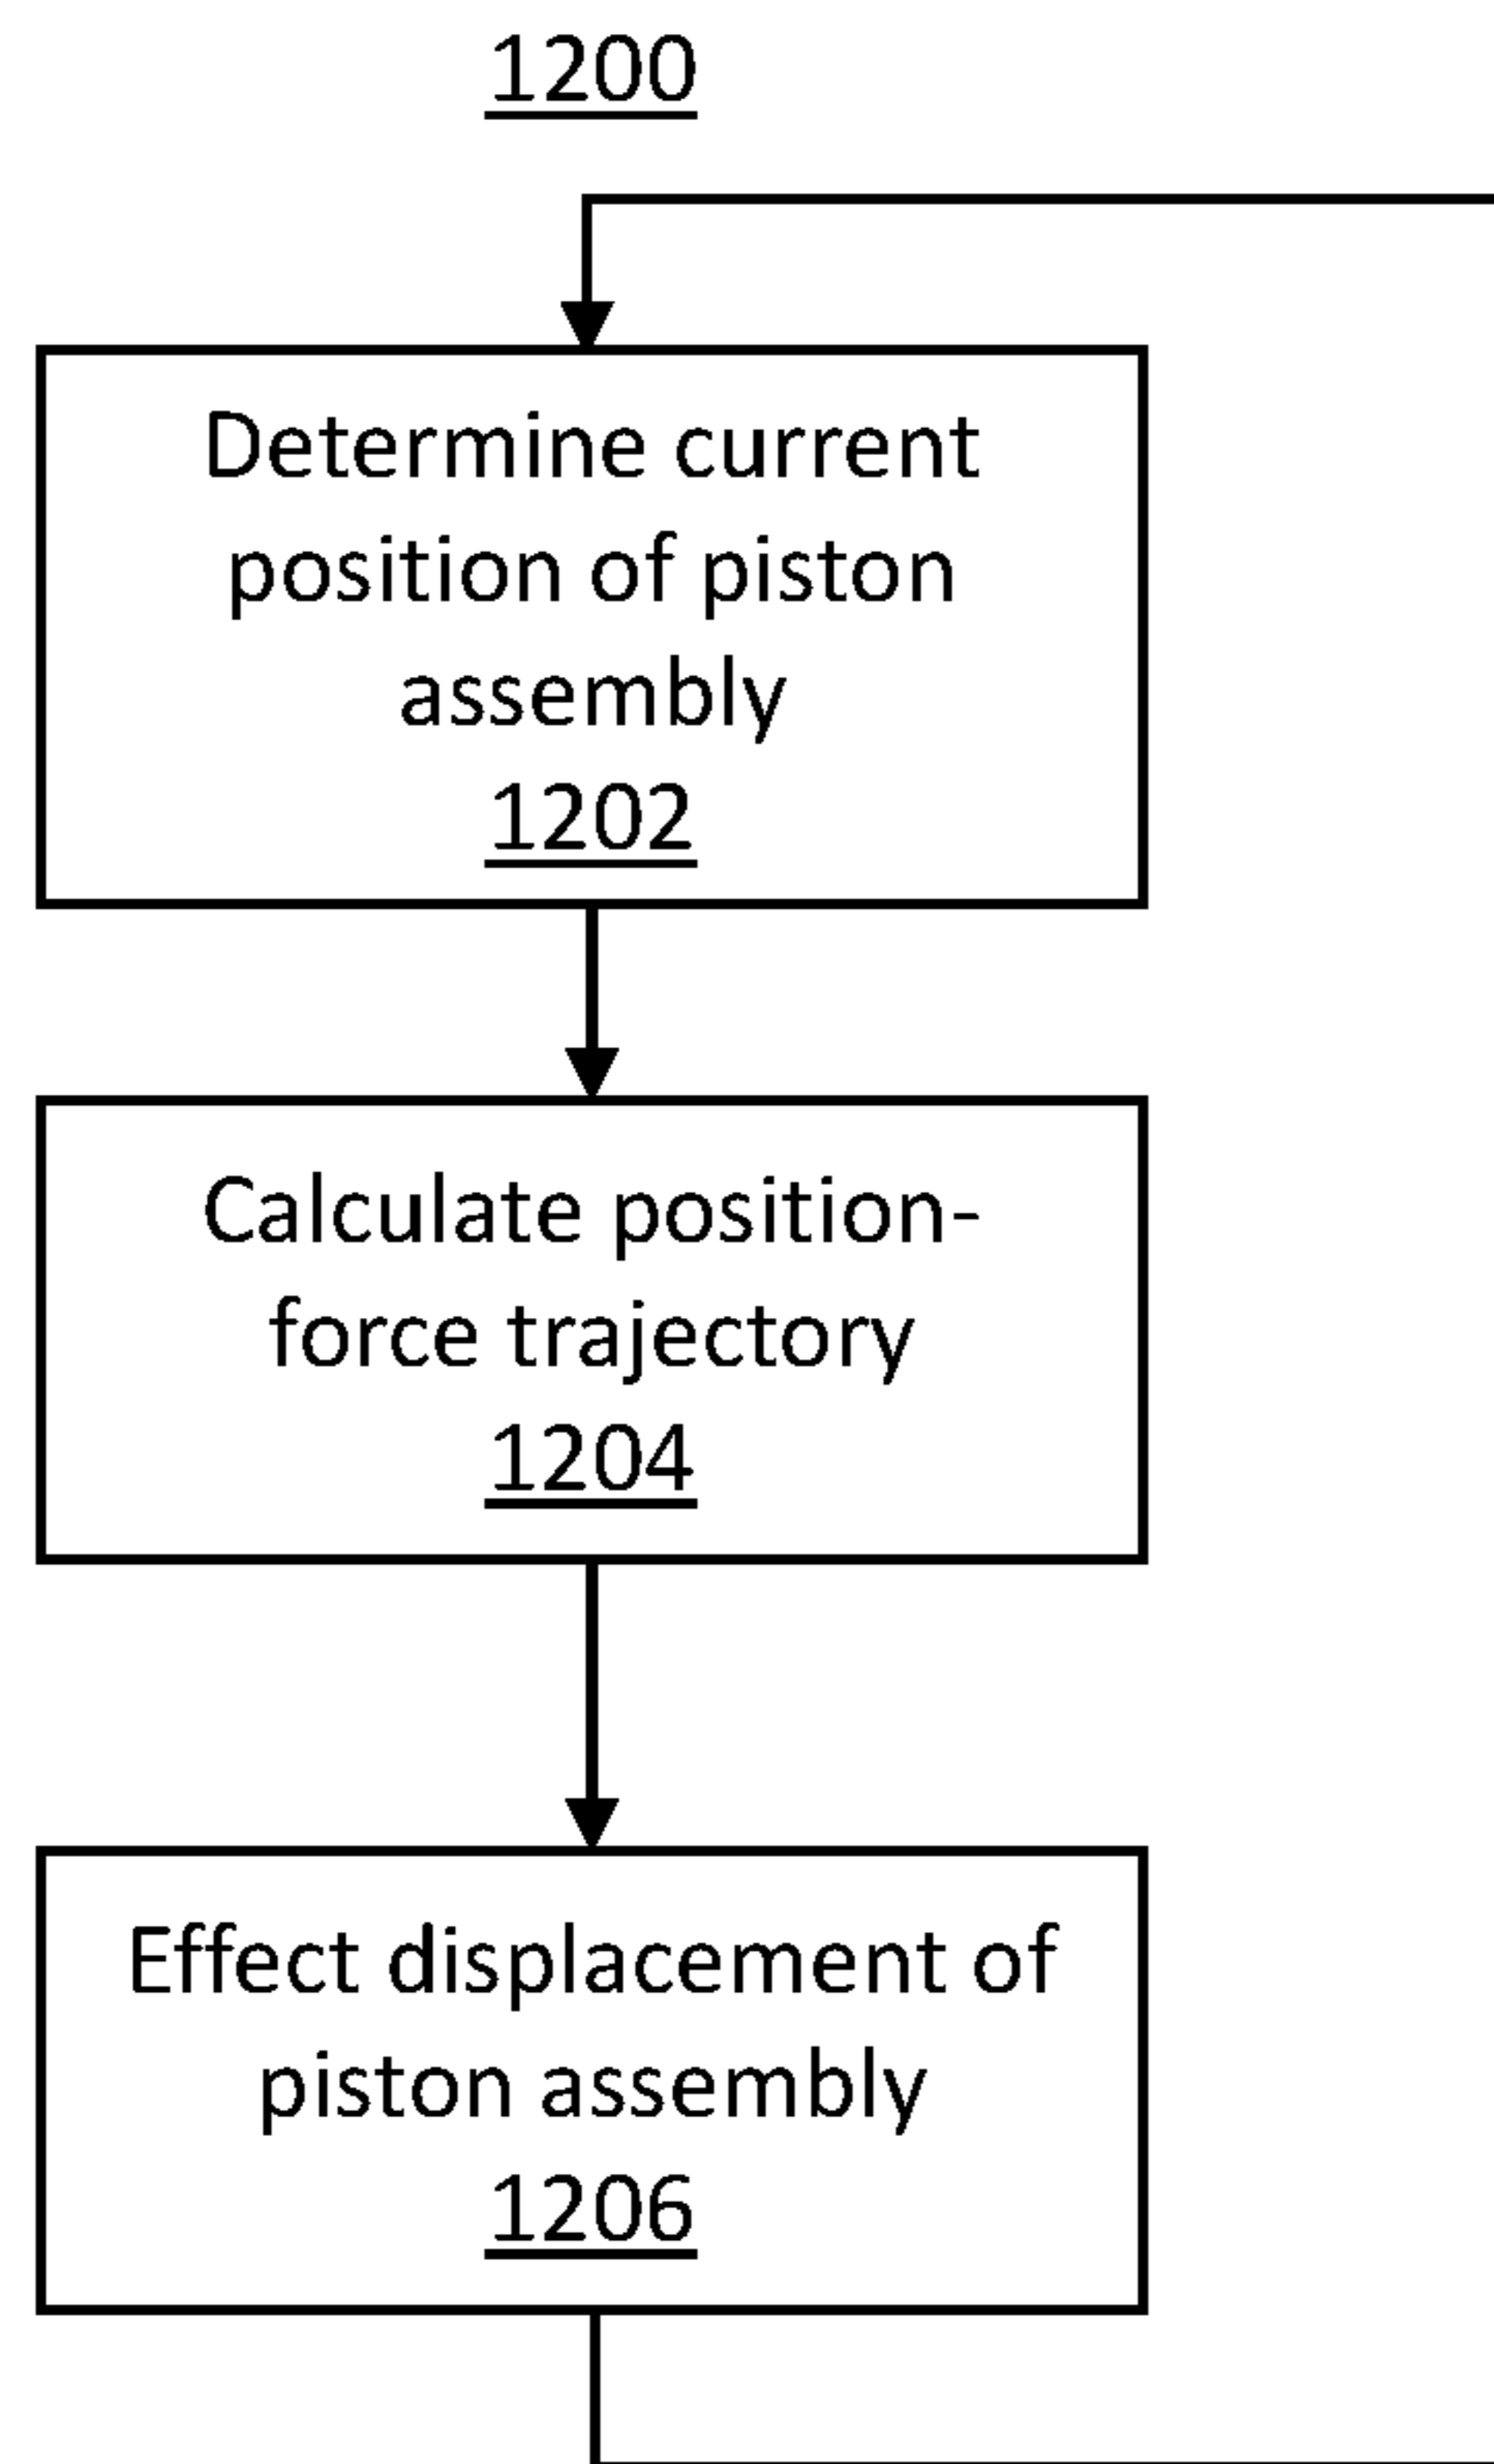 1200
Determine current
position of piston
assembly
1202
Calculate position-
force trajectory
1204
Effect displacement of
piston assembly
1206